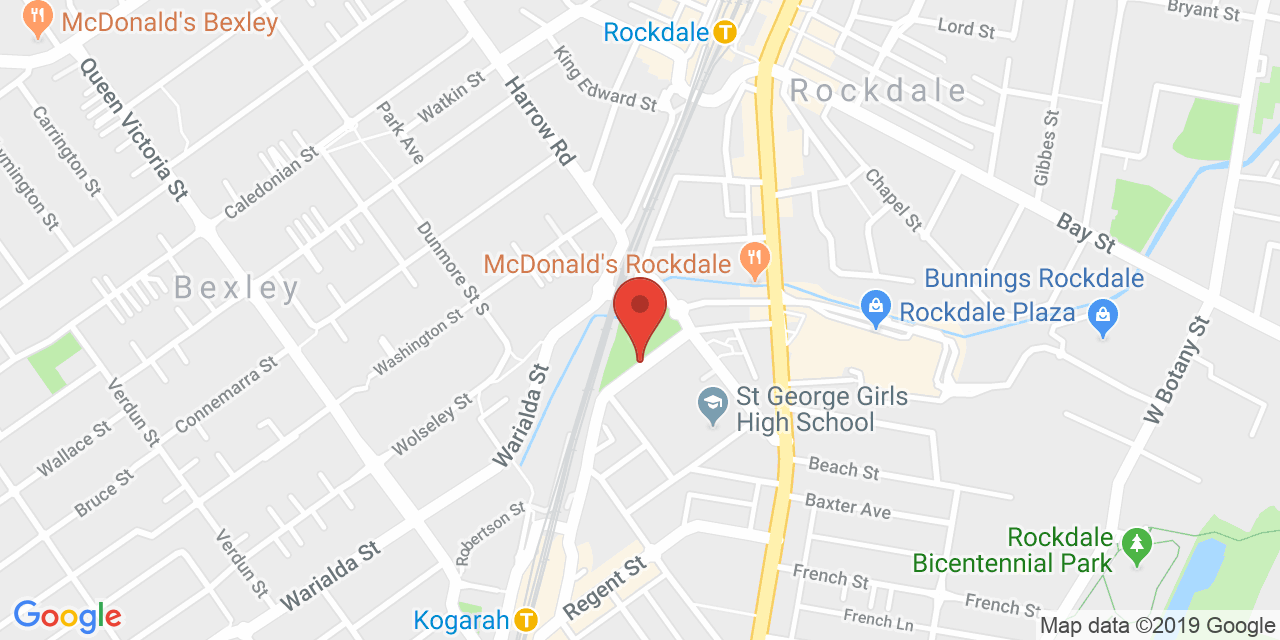 McDonald's Bexley
Rockdale
T
Bryant St
Lord St
King Edward St
Watkin St
Queen Victoria St
Harrow Rd
Rockdale
Carrington St
Park Ave
Gibbes St
ymington St
Caledonian St
Chapel St
Bay St
Dunmore St S
McDonald's Rockdale
Bexley
Bunnings Rockdale
Rockdale Plaza
Washington St
W Botany St
Connemarra St
Verdun St
Wolseley St
Warialda St
St George Girls
High School
Wallace St
Bruce St
Beach St
Baxter Ave
Robertson St
Verdun St
Warialda St
Rockdale
Bicentennial Park
Regent St
French St
French St
French Ln
Google
Kogarah
T
Map data ©2019 Google